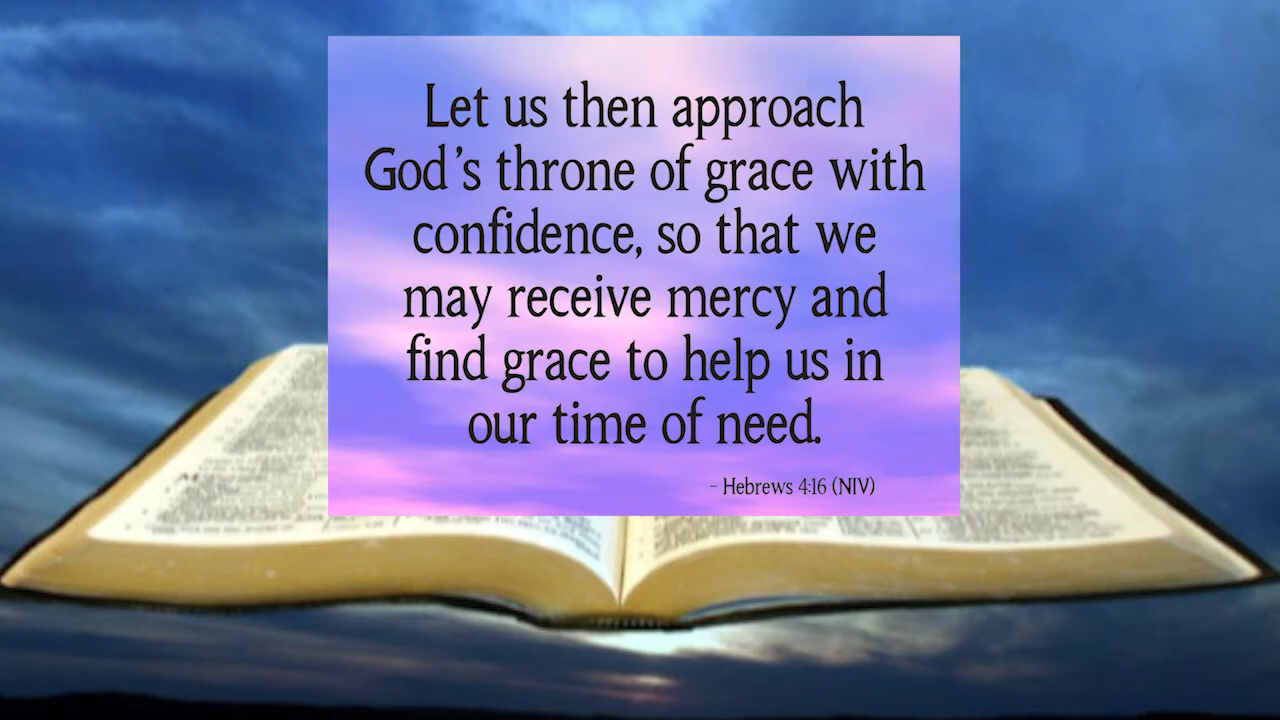 Let us then approach
God's throne of grace with
confidence, so that we
may receive mercy and
find grace to help us in
our time of need.
- Hebrews 4:16 (NIV)